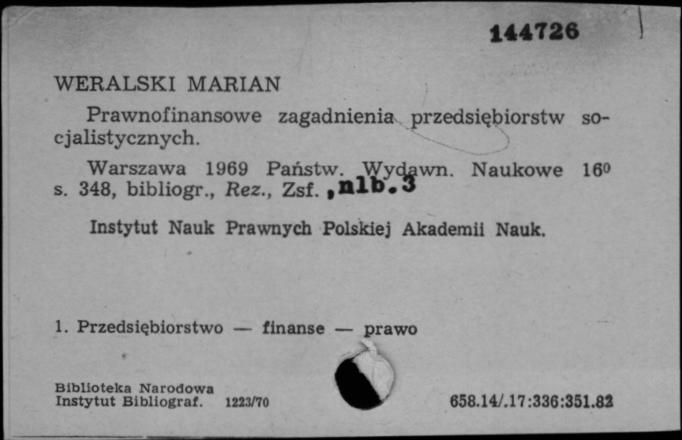 144726
WERALSKI MARIAN
Prawnofinansowe zagadnienia przedsiębiorstw so-
cjalistycznych.
Warszawa 1969 Państw. Wydawn. Naukowe 16⁰
s. 348, bibliogr., Rez., Zsf. ,nlb.3
Instytut Nauk Prawnych Polskiej Akademii Nauk.
1. Przedsiębiorstwo — finanse — prawo
Biblioteka Narodowa
Instytut Bibliograf. 1223/70 658.14/.17:336:351.82